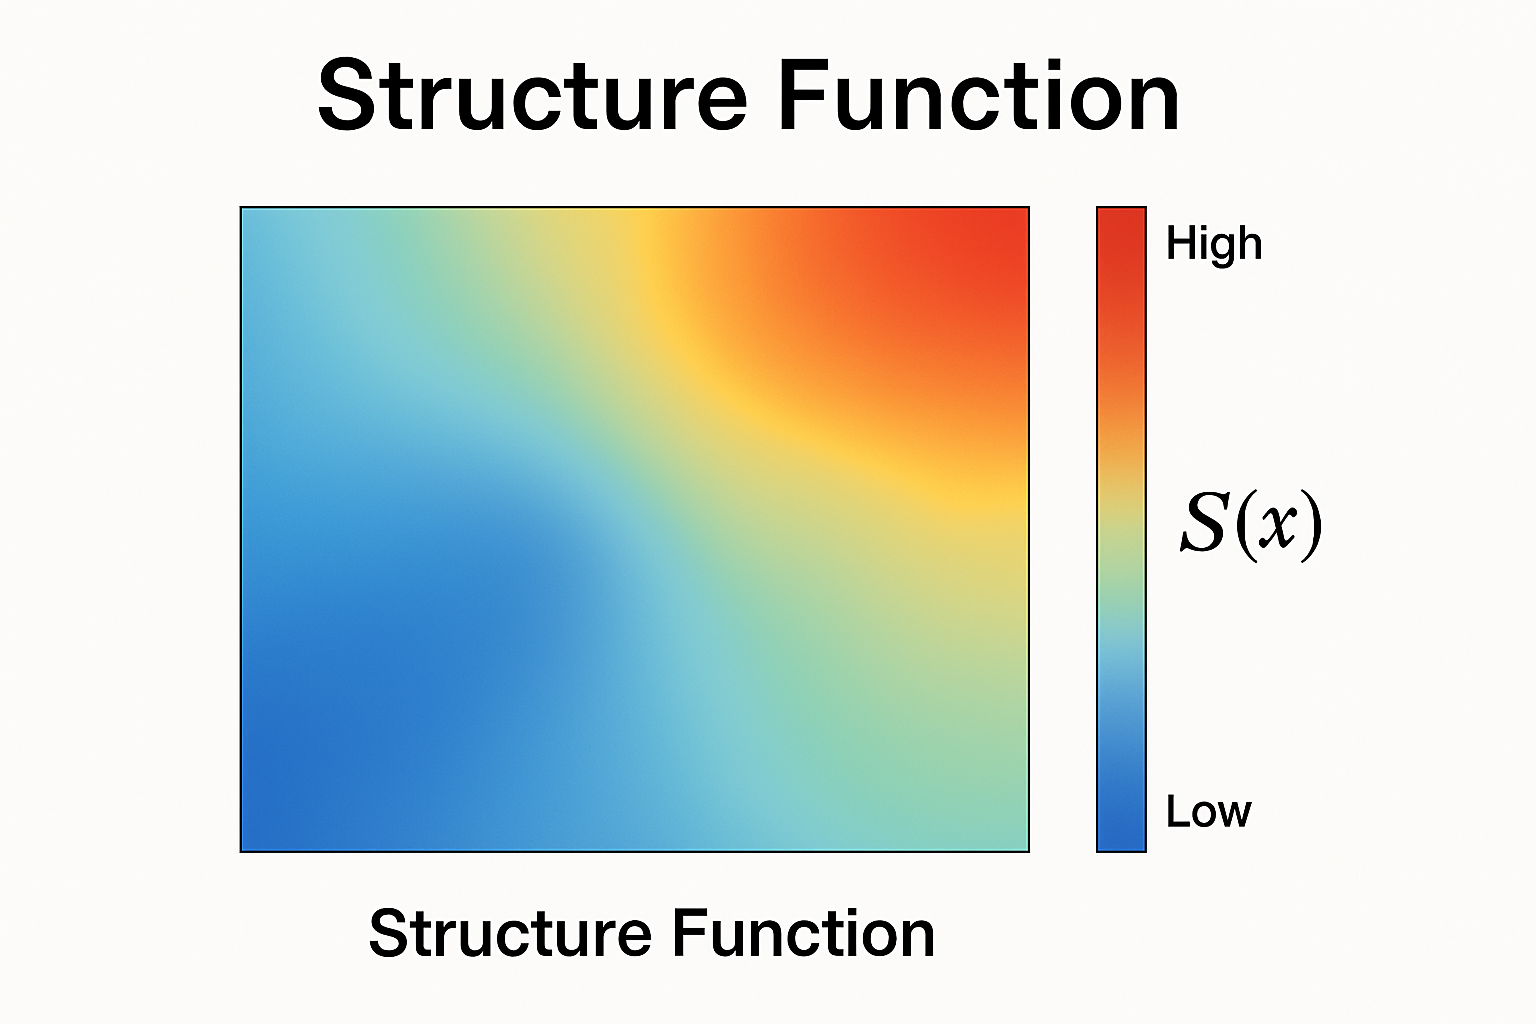 Structure Function
High
S(x)
Low
Structure Function